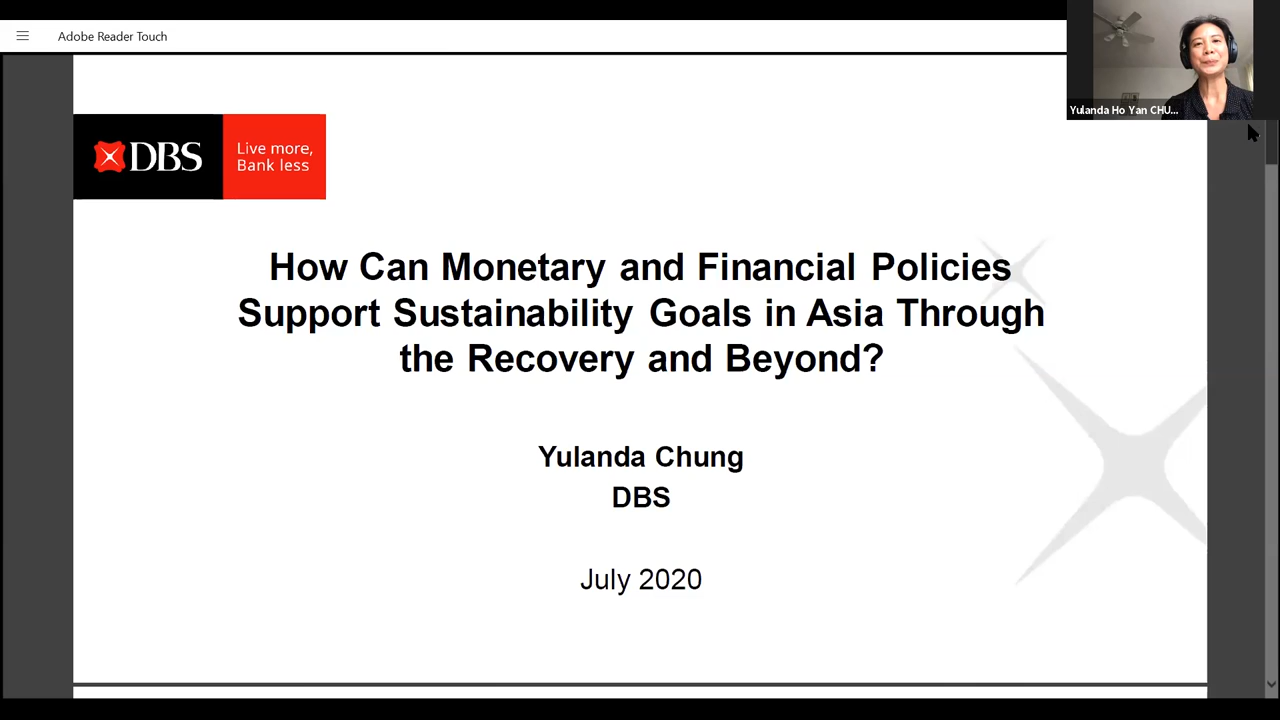 Adobe Reader Touch
Yulanda Ho Yan CHU...
DBS
Live more,
Bank less
How Can Monetary and Financial Policies
Support Sustainability Goals in Asia Through
the Recovery and Beyond?
Yulanda Chung
DBS
July 2020